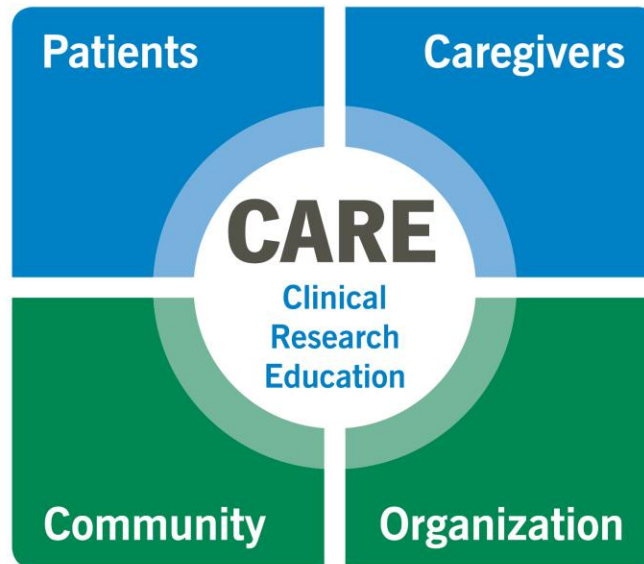 Patients
Caregivers
CARE
Clinical
Research
Education
Community
Organization